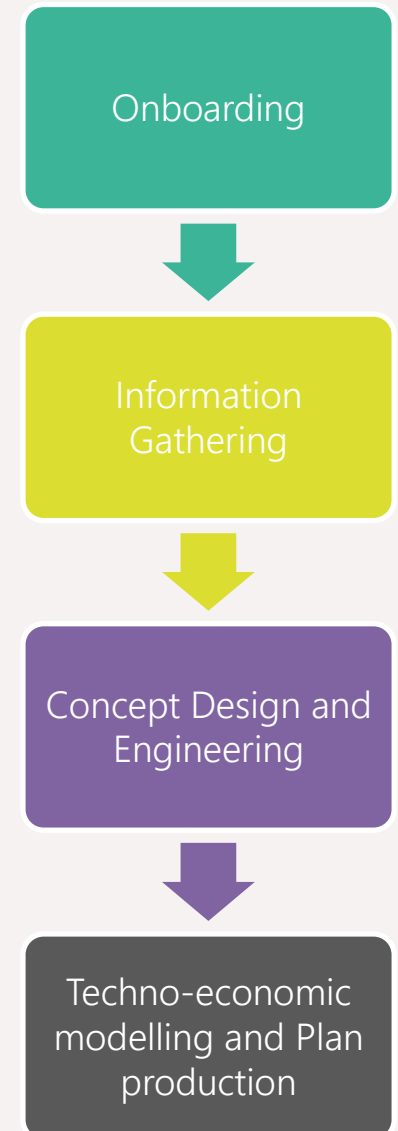 Onboarding
Information
Gathering
Concept Design and
Engineering
Techno-economic
modelling and Plan
production